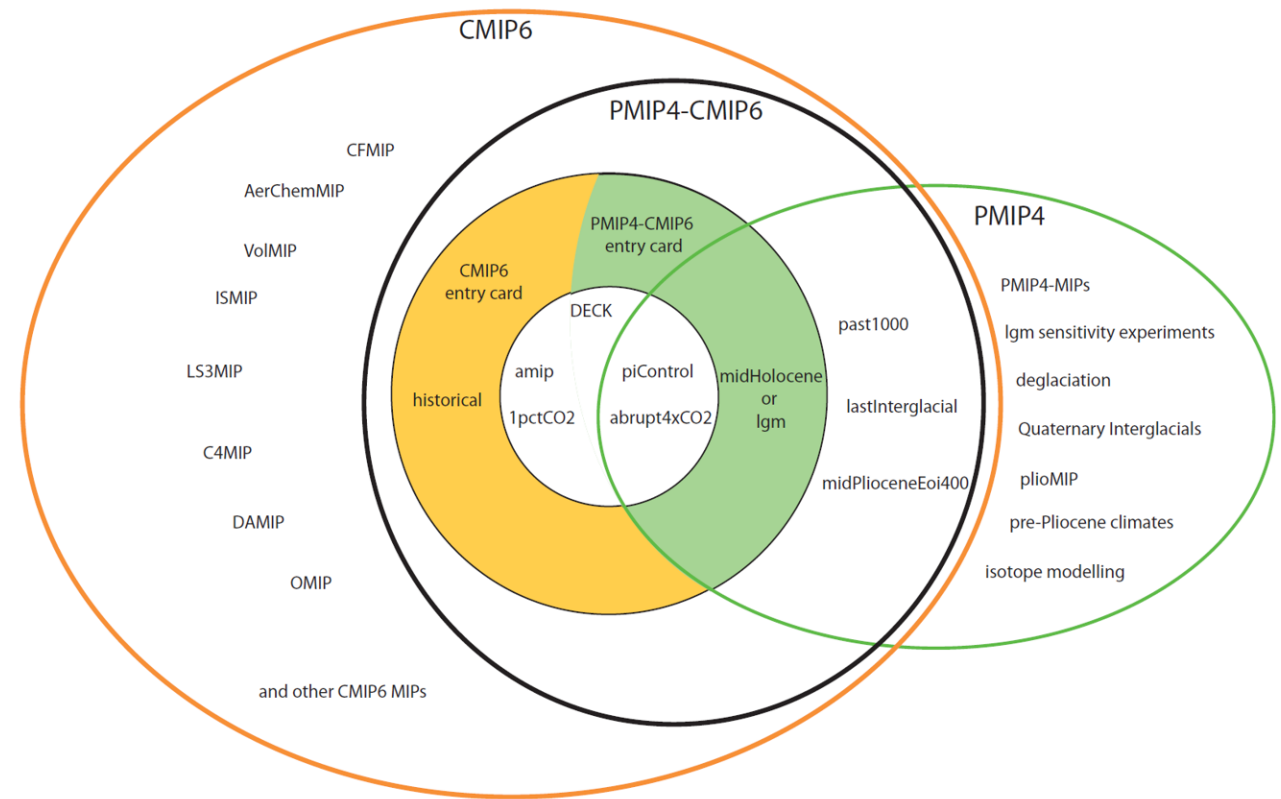 CMIP6
PMIP4-CMIP6
CFMIP
AerChemMIP
VolMIP
ISMIP
LS3MIP
C4MIP
DAMIP
OMIP
and other CMIP6 MIPs
CMIP6
entry card
historical
PMIP4-CMIP6
entry card
DECK
amip
1pctCO2
piControl
abrupt4xCO2
midHolocene
or
lgm
past1000
lastInterglacial
midPlioceneEoi400
PMIP4
PMIP4-MIPs
lgm sensitivity experiments
deglaciation
Quaternary Interglacials
plioMIP
pre-Pliocene climates
isotope modelling